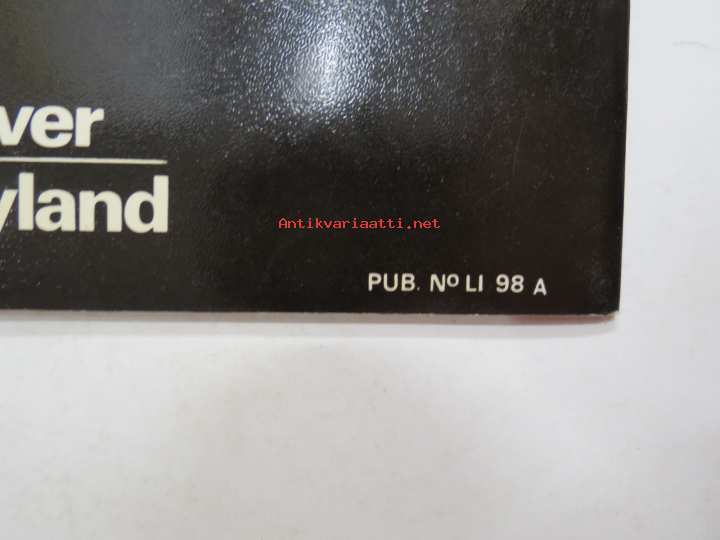 ver
yland
Antikvariaatti.net
PUB. Nº LI 98 A